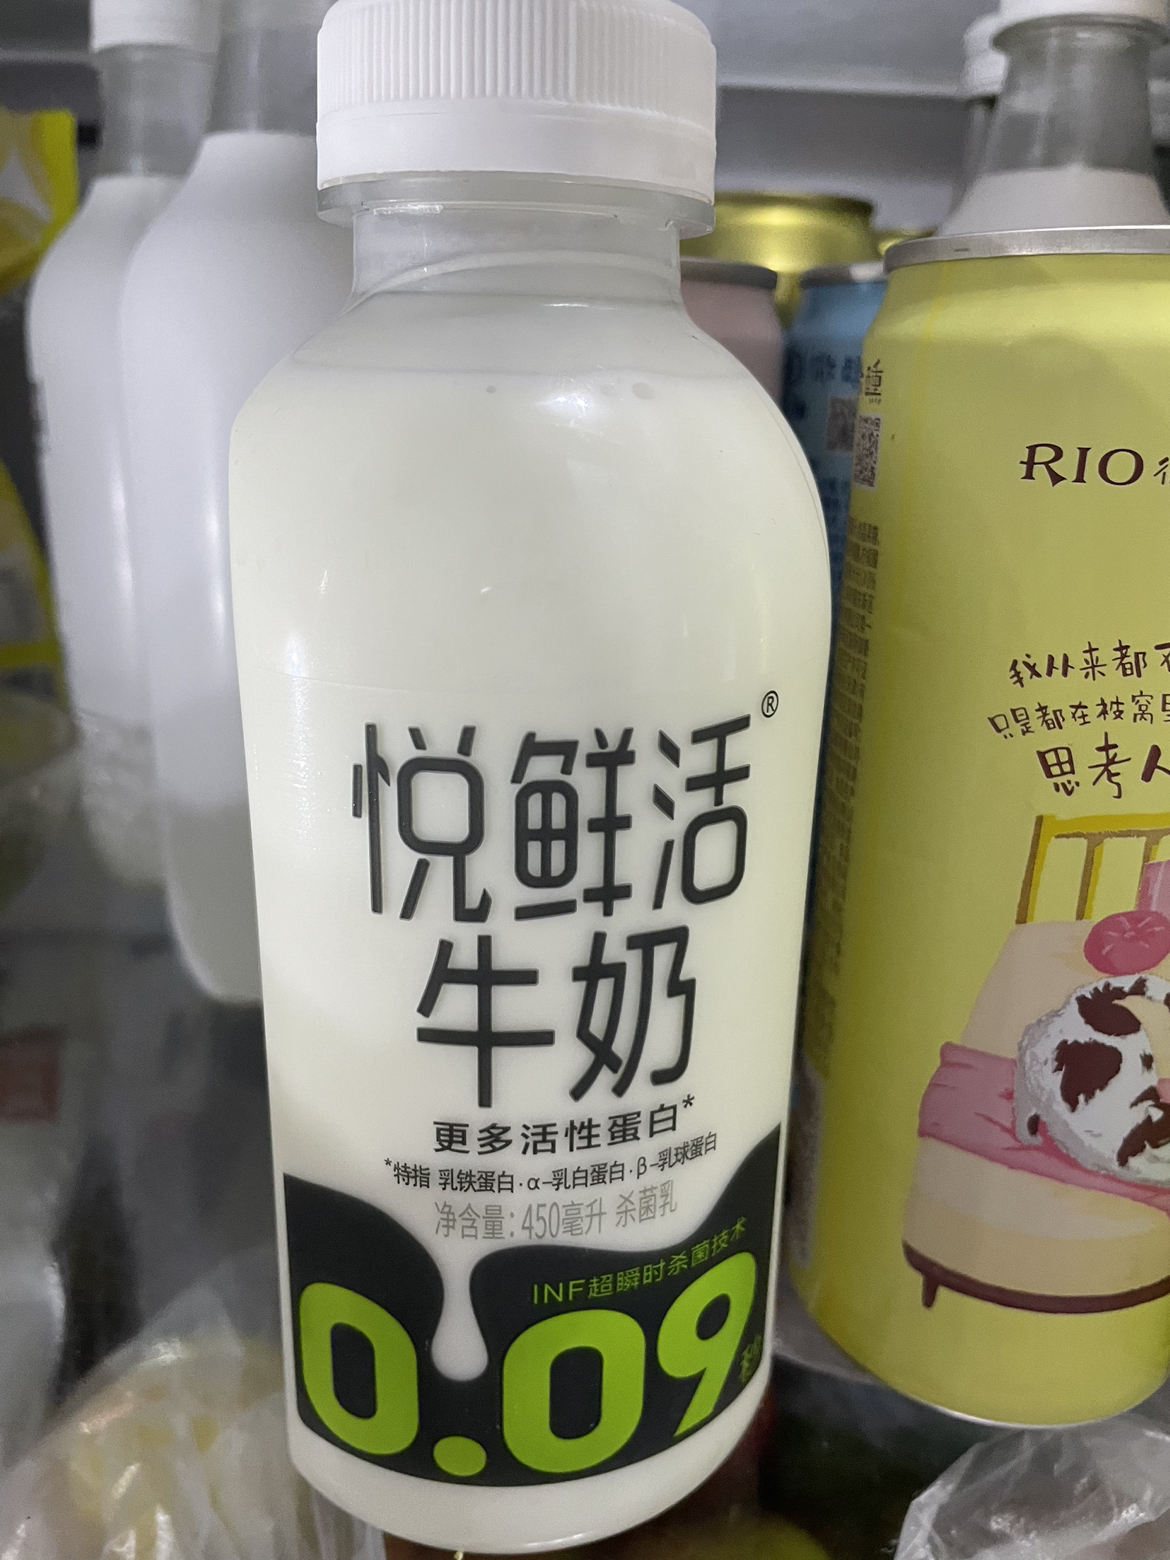 悦鲜活®
牛奶
更多活性蛋白*
*特指 乳铁蛋白·α-乳白蛋白·β-乳球蛋白
净含量:450毫升 杀菌乳
INF超瞬时杀菌技术
0.09秒
RIO
我从来都
只是都在被窝里
思考人